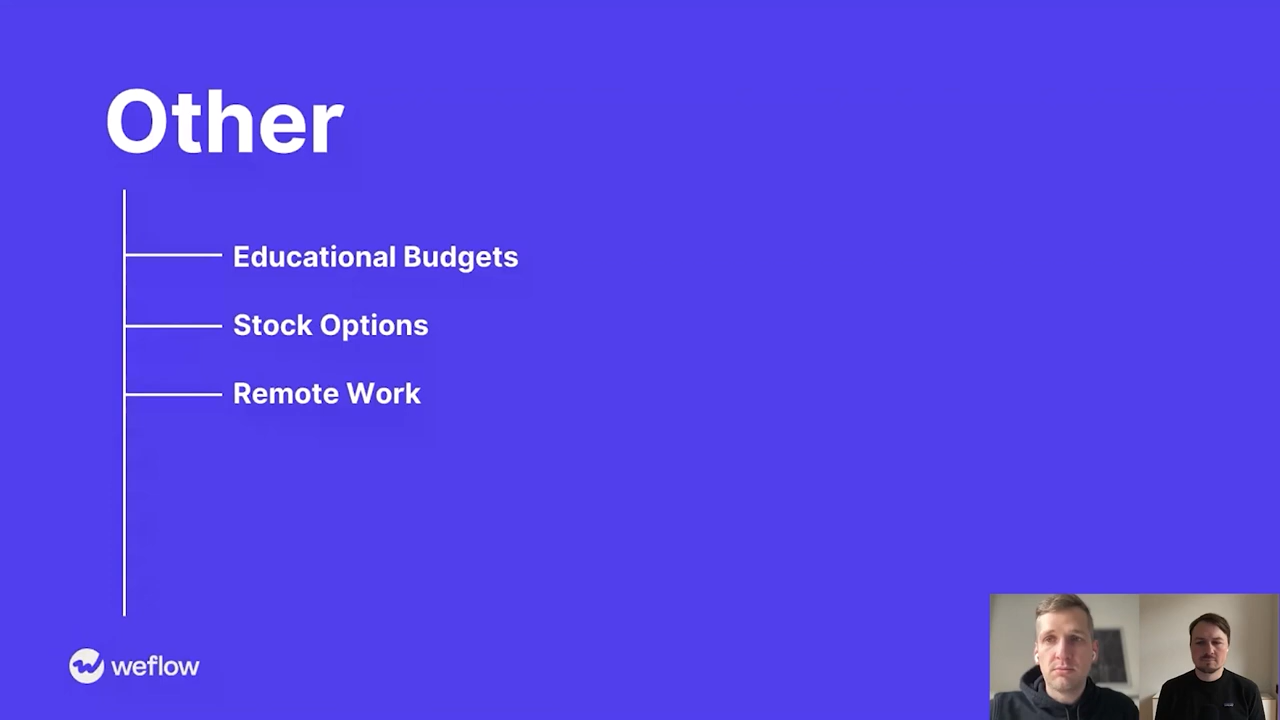 Other
Educational Budgets
Stock Options
Remote Work
weflow